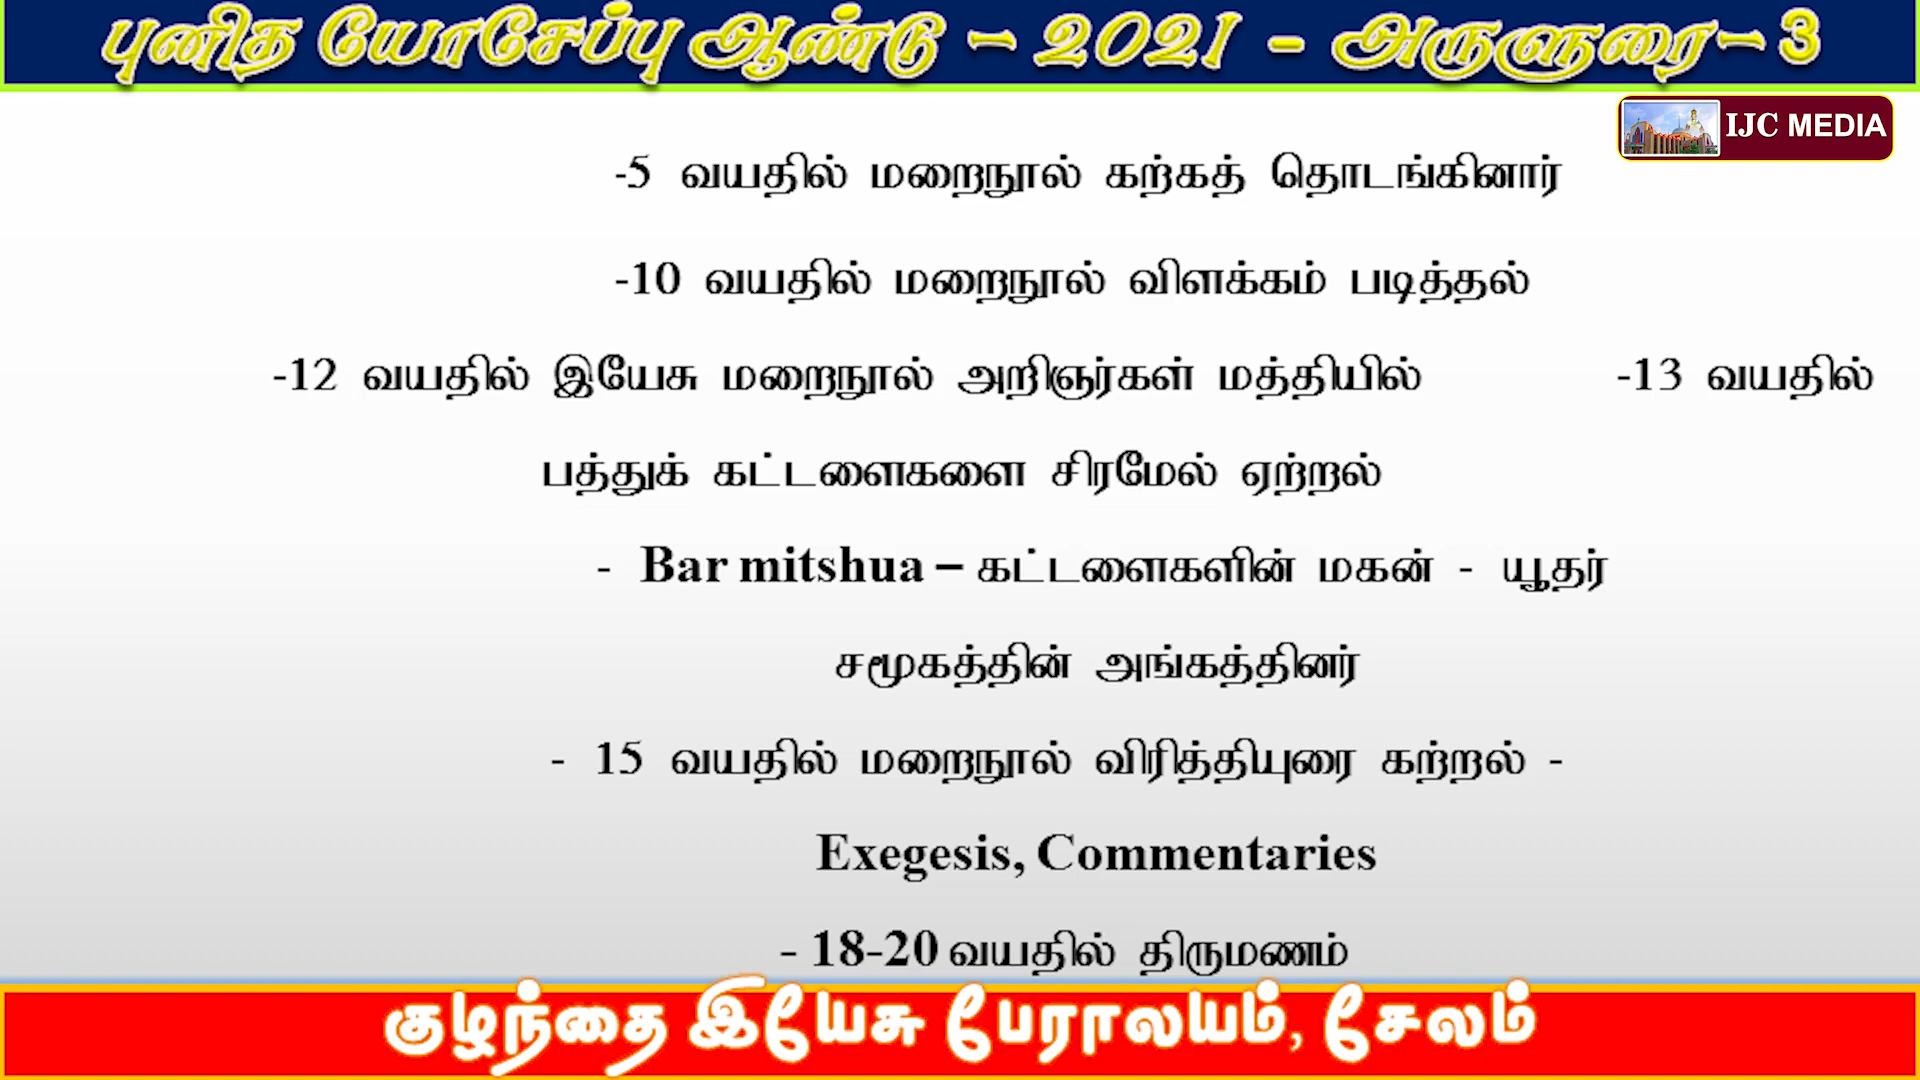 புனித யோசேப்பு ஆண்டு – 2021 - அருளுரை– 3
IJC MEDIA
-5 வயதில் மறைநூல் கற்கத் தொடங்கினார்
-10 வயதில் மறைநூல் விளக்கம் படித்தல்
-12 வயதில் இயேசு மறைநூல் அறிஞர்கள் மத்தியில் -13 வயதில்
பத்துக் கட்டளைகளை சிரமேல் ஏற்றல்
- Bar mitshua – கட்டளைகளின் மகன் - யூதர்
சமூகத்தின் அங்கத்தினர்
- 15 வயதில் மறைநூல் விரித்தியுரை கற்றல் -
Exegesis, Commentaries
- 18-20 வயதில் திருமணம்
குழந்தை இயேசு பேராலயம், சேலம்